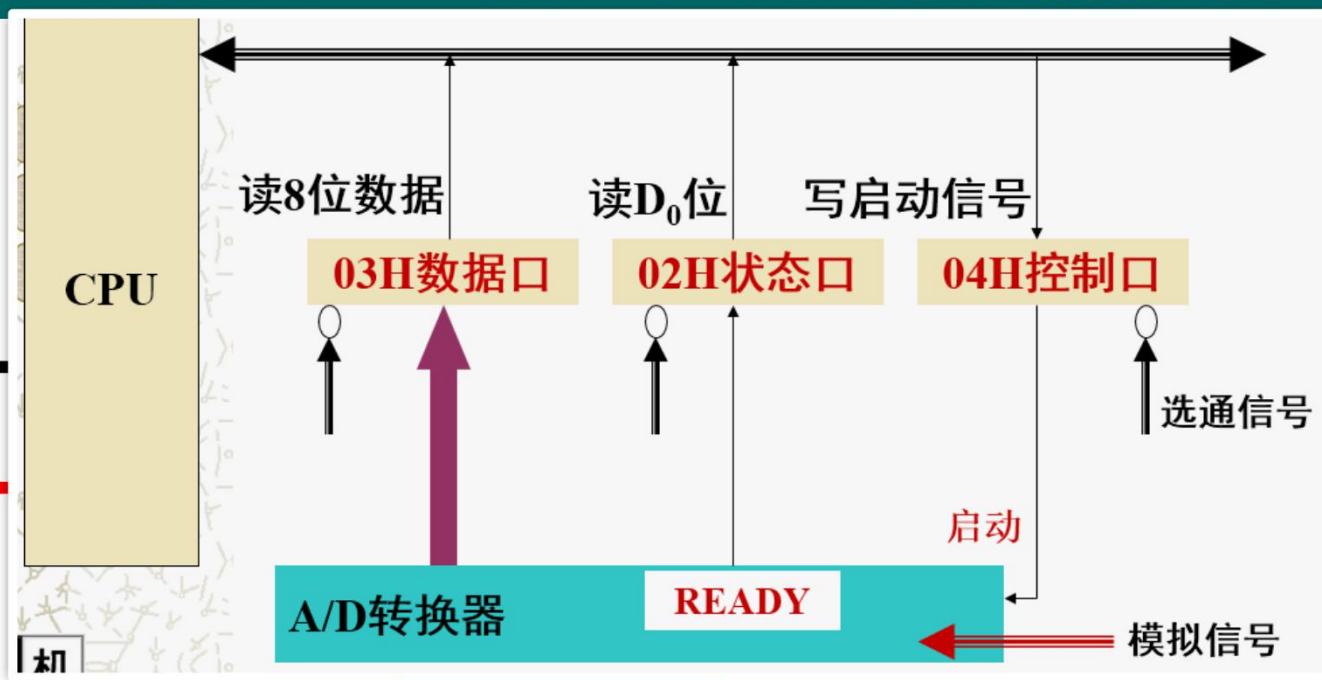 读8位数据
读D₀位
写启动信号
CPU
03H数据口
02H状态口
04H控制口
选通信号
启动
A/D转换器
READY
模拟信号
机